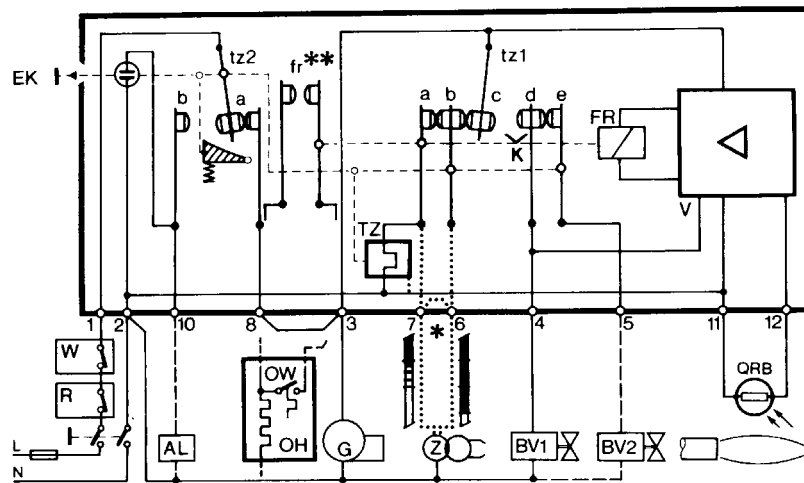 tz2 fr** tz1
EK b a a b c d e FR
K
TZ V
1 2 10 8 3 7 6 4 5 11 12
*
W OW QRB
R
L AL OH G Z BV1 BV2
N